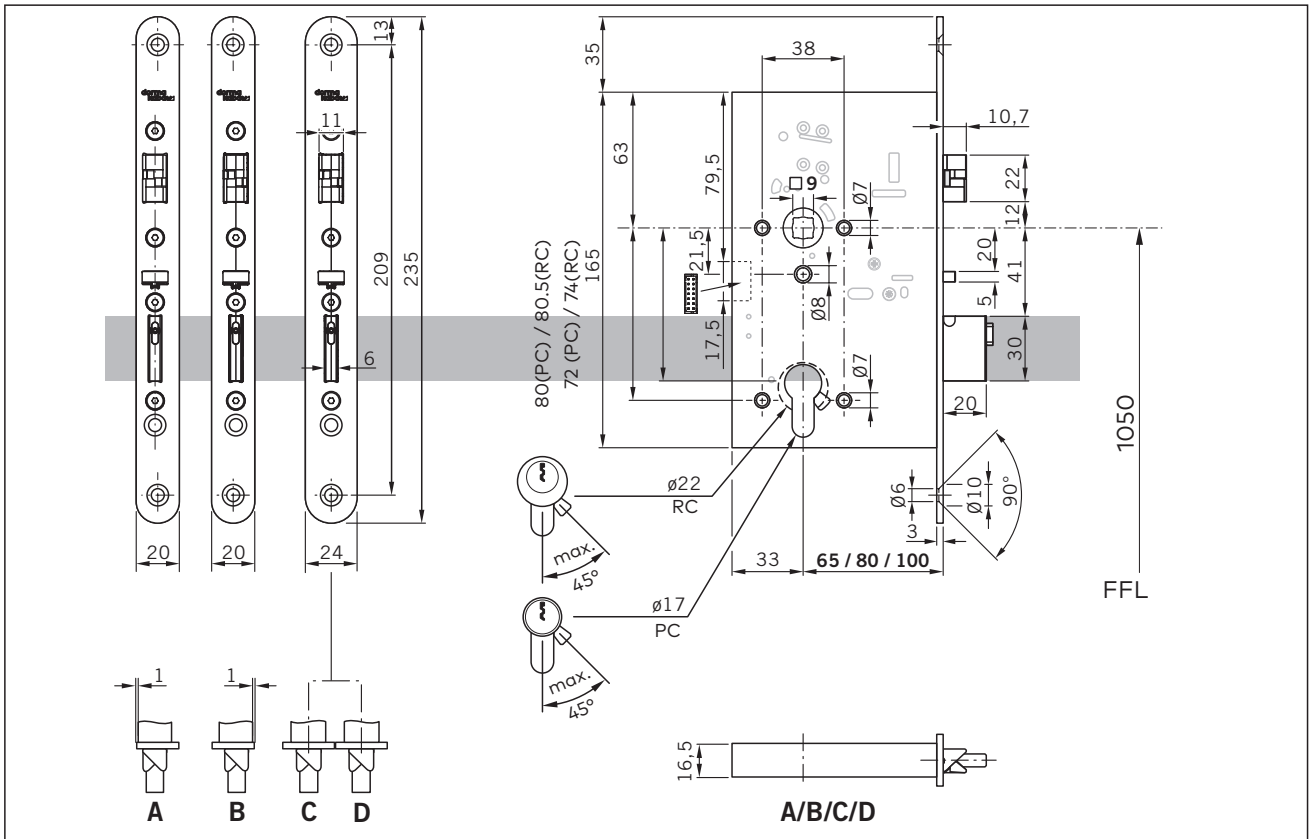 13
35
38
11
10,7
63
79,5
22
□9
Ø7
12
21,5
20
209
235
80(PC) / 80.5(RC)
72 (PC) / 74(RC)
165
41
Ø8
5
17,5
6
Ø7
30
20
1050
ø22
RC
Ø6
Ø10
90°
max.
45°
3
20
20
24
33
65 / 80 / 100
FFL
ø17
PC
max.
45°
1
1
16,5
A
B
C
D
A/B/C/D